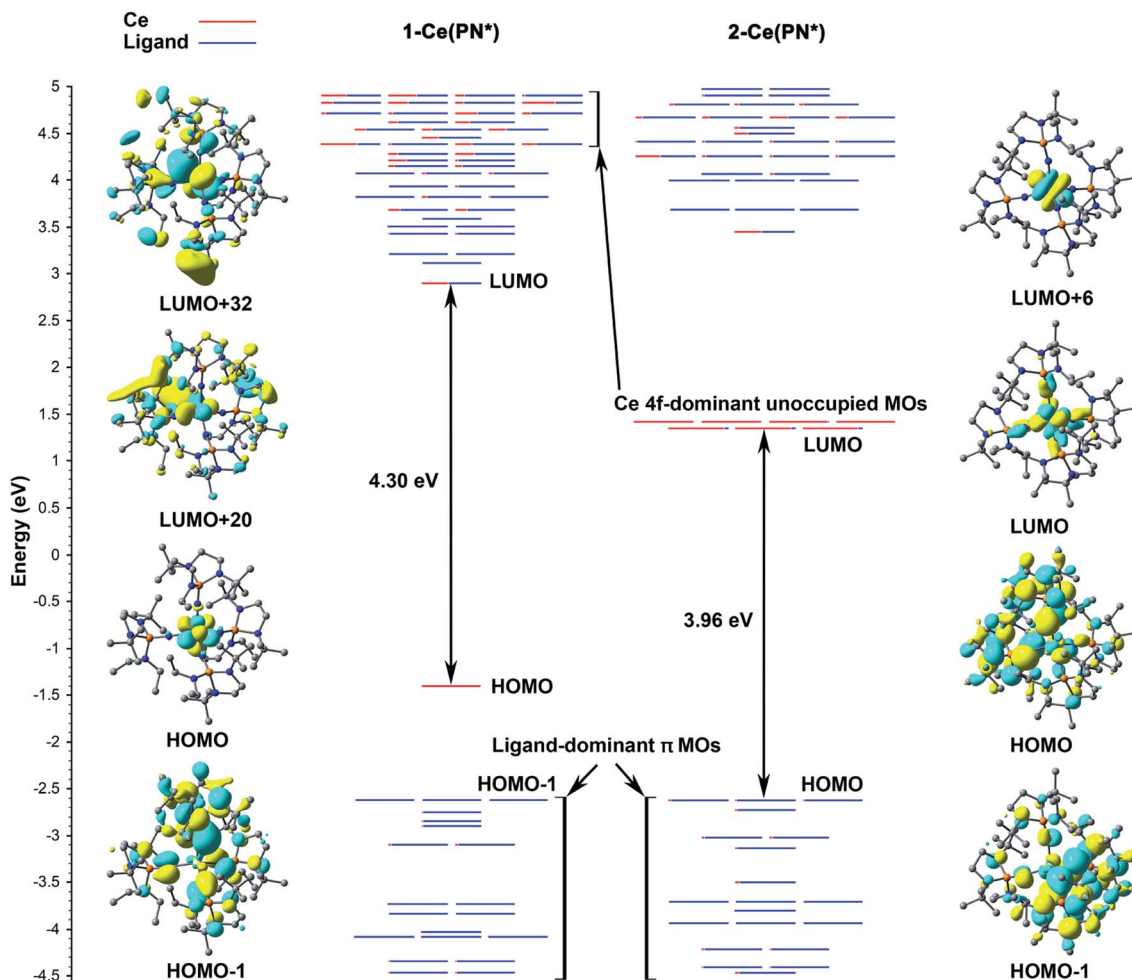 Ce
Ligand
1-Ce(PN*)
2-Ce(PN*)
Energy (eV)
5
4.5
4
3.5
3
2.5
2
1.5
1
0.5
0
-0.5
-1
-1.5
-2
-2.5
-3
-3.5
-4
-4.5
LUMO+32
LUMO+20
HOMO
HOMO-1
LUMO
4.30 eV
HOMO
HOMO-1
Ligand-dominant π MOs
Ce 4f-dominant unoccupied MOs
LUMO
3.96 eV
HOMO
LUMO+6
LUMO
HOMO
HOMO-1